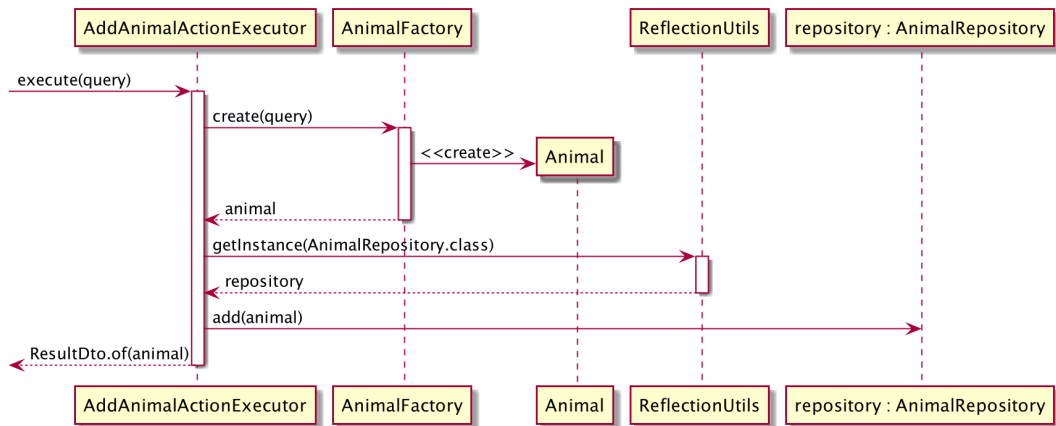 AddAnimalActionExecutor
AnimalFactory
ReflectionUtils
repository : AnimalRepository
execute(query)
create(query)
<<create>>
Animal
animal
getInstance(AnimalRepository.class)
repository
add(animal)
ResultDto.of(animal)
AddAnimalActionExecutor
AnimalFactory
Animal
ReflectionUtils
repository : AnimalRepository